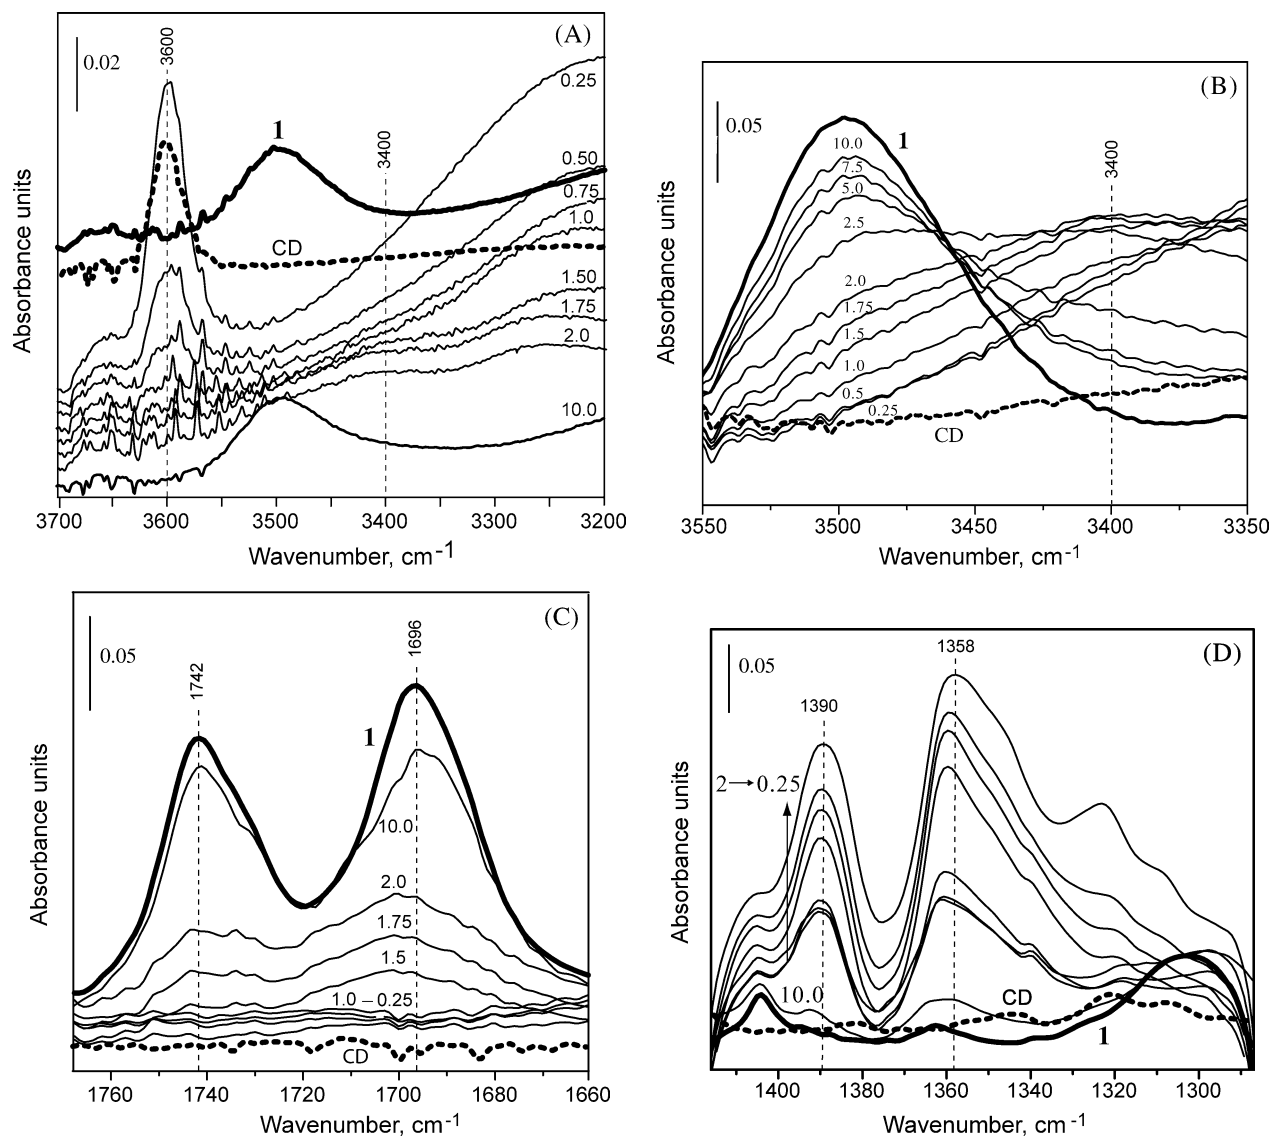 (A)
0.02
3600
1
3400
0.25
0.50
0.75
1.0
CD
1.50
1.75
2.0
10.0
Absorbance units
3700 3600 3500 3400 3300 3200
Wavenumber, cm-1
(B)
0.05
1
10.0
7.5
5.0
2.5
2.0
1.75
1.5
1.0
0.5
0.25
CD
3400
Absorbance units
3550 3500 3450 3400 3350
Wavenumber, cm-1
(C)
0.05
1742
1696
1
10.0
2.0
1.75
1.5
1.0 – 0.25
CD
Absorbance units
1760 1740 1720 1700 1680 1660
Wavenumber, cm-1
(D)
0.05
1358
1390
2→0.25
10.0
CD
1
Absorbance units
1400 1380 1360 1340 1320 1300
Wavenumber, cm-1